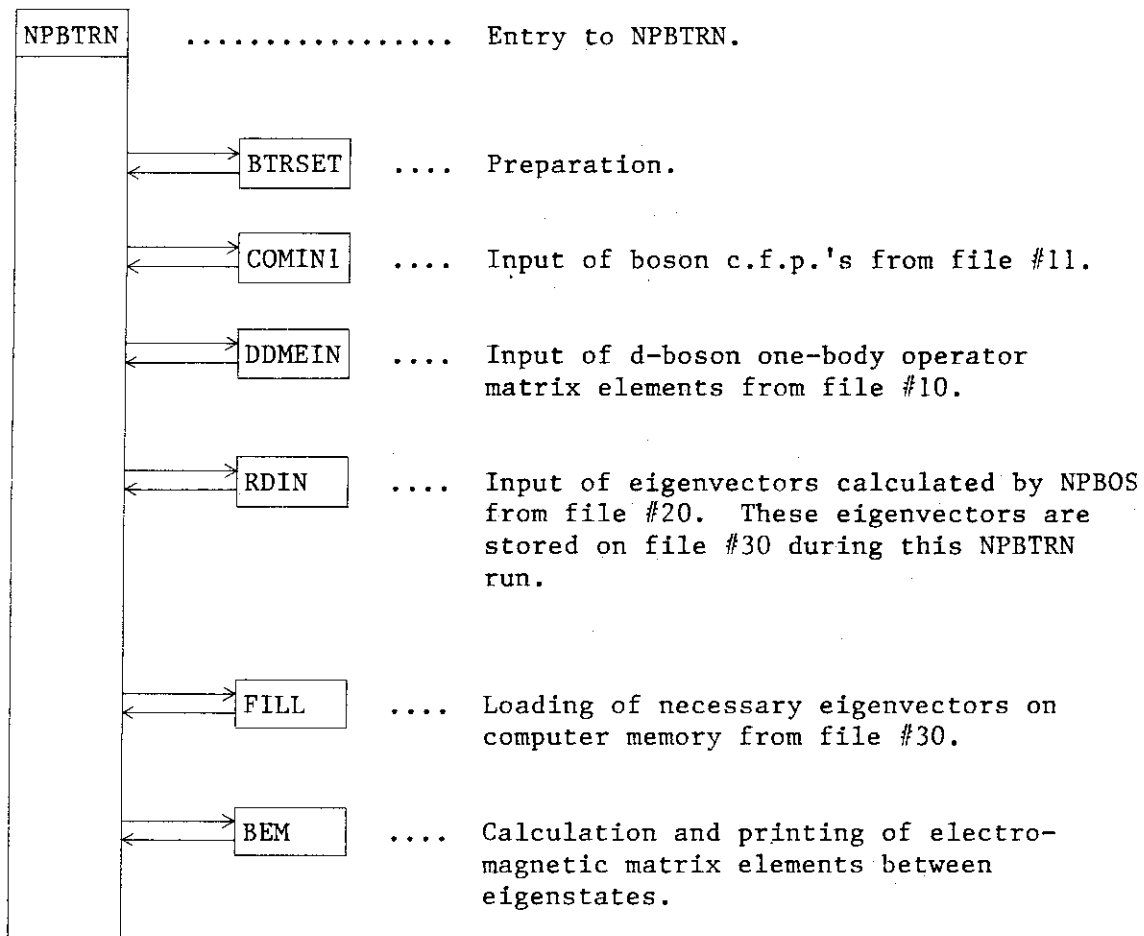 NPBTRN ................. Entry to NPBTRN.
BTRSET .... Preparation.
COMIN1 .... Input of boson c.f.p.'s from file #11.
DDMEIN .... Input of d-boson one-body operator
matrix elements from file #10.
RDIN .... Input of eigenvectors calculated by NPBOS
from file #20. These eigenvectors are
stored on file #30 during this NPBTRN
run.
FILL .... Loading of necessary eigenvectors on
computer memory from file #30.
BEM .... Calculation and printing of electro-
magnetic matrix elements between
eigenstates.